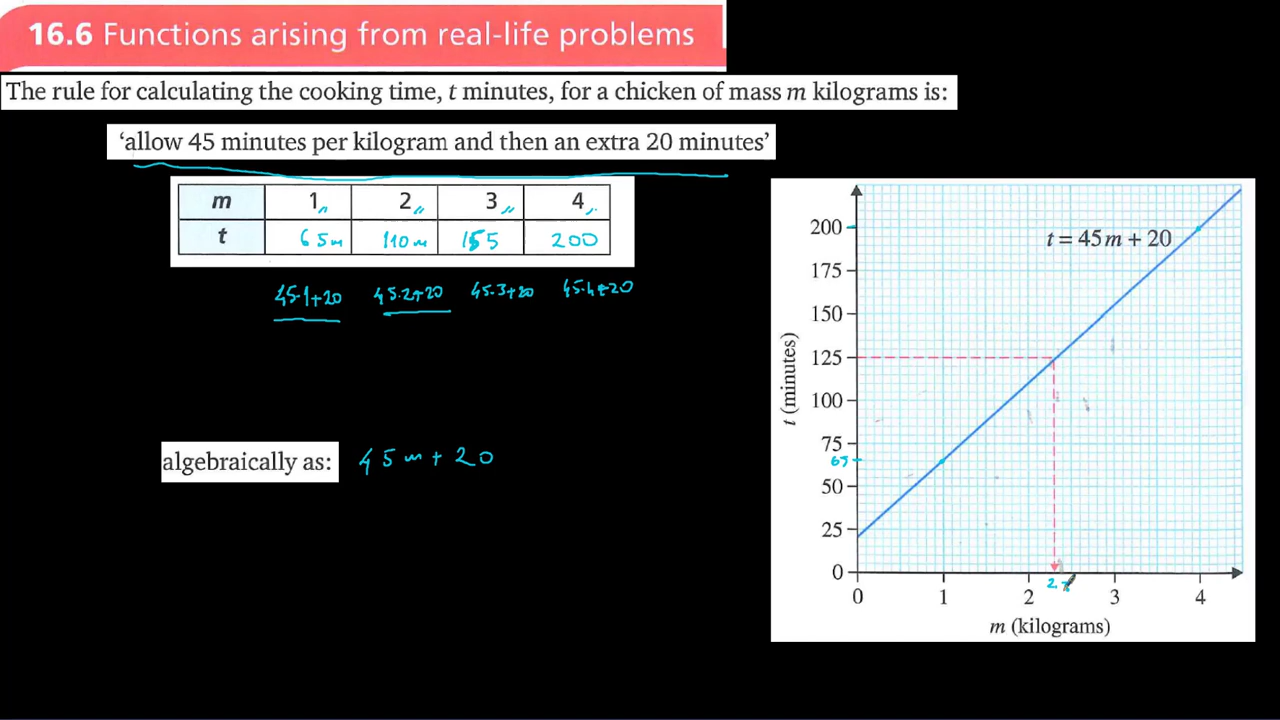 16.6 Functions arising from real-life problems
The rule for calculating the cooking time, t minutes, for a chicken of mass m kilograms is:
‘allow 45 minutes per kilogram and then an extra 20 minutes’
m 1 2 3 4
t 65m 110m 155 200
45·1+20 45·2+20 45·3+20 45·4+20
algebraically as: 45m+20
t = 45m + 20
t (minutes)
200
175
150
125
100
75
65
50
25
0
0 1 2 3 4
m (kilograms)